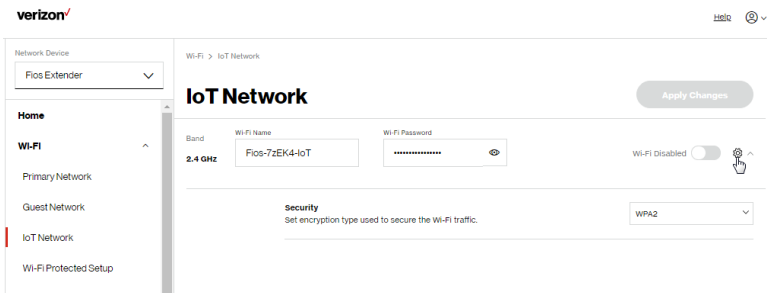 verizon✓
Help
Network Device
Fios Extender
Home
Wi-Fi
Primary Network
Guest Network
IoT Network
Wi-Fi Protected Setup
Wi-Fi > IoT Network
IoT Network
Apply Changes
Band
2.4 GHz
Wi-Fi Name
Fios-7zEK4-IoT
Wi-Fi Password
•••••••••••••••
Wi-Fi Disabled
Security
Set encryption type used to secure the Wi-Fi traffic.
WPA2